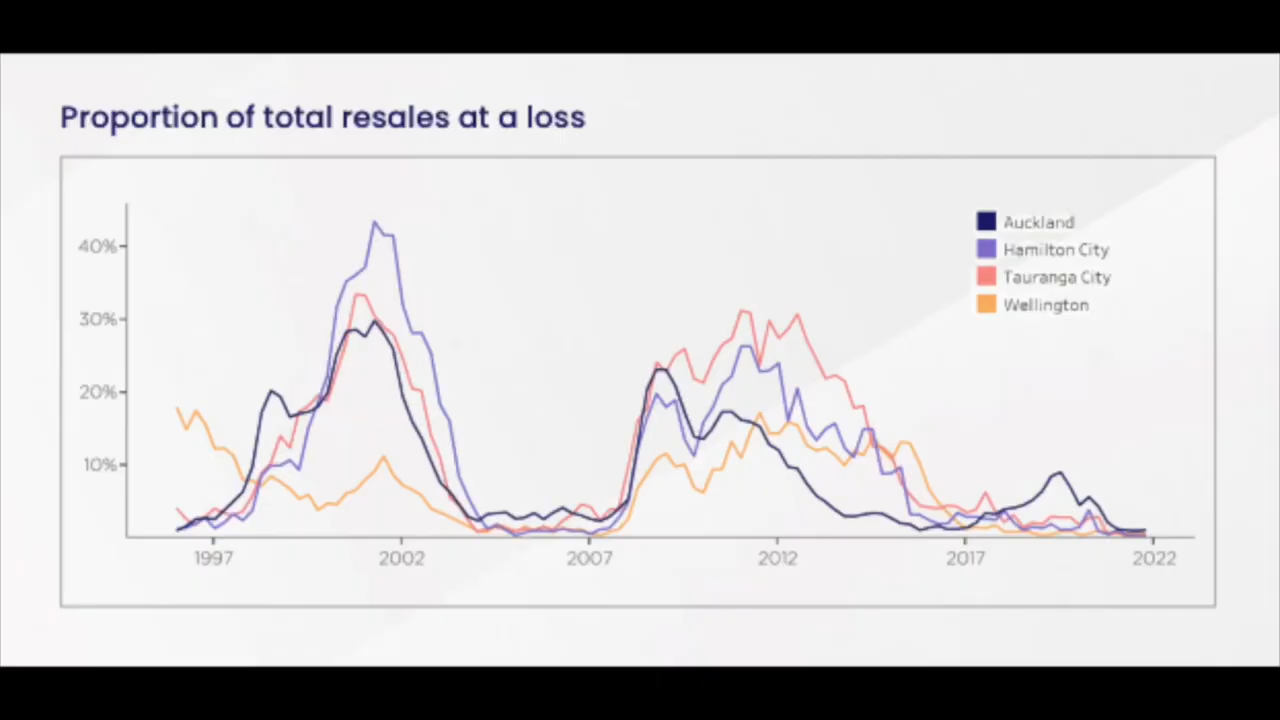 Proportion of total resales at a loss
Auckland
Hamilton City
Tauranga City
Wellington
40%
30%
20%
10%
1997 2002 2007 2012 2017 2022